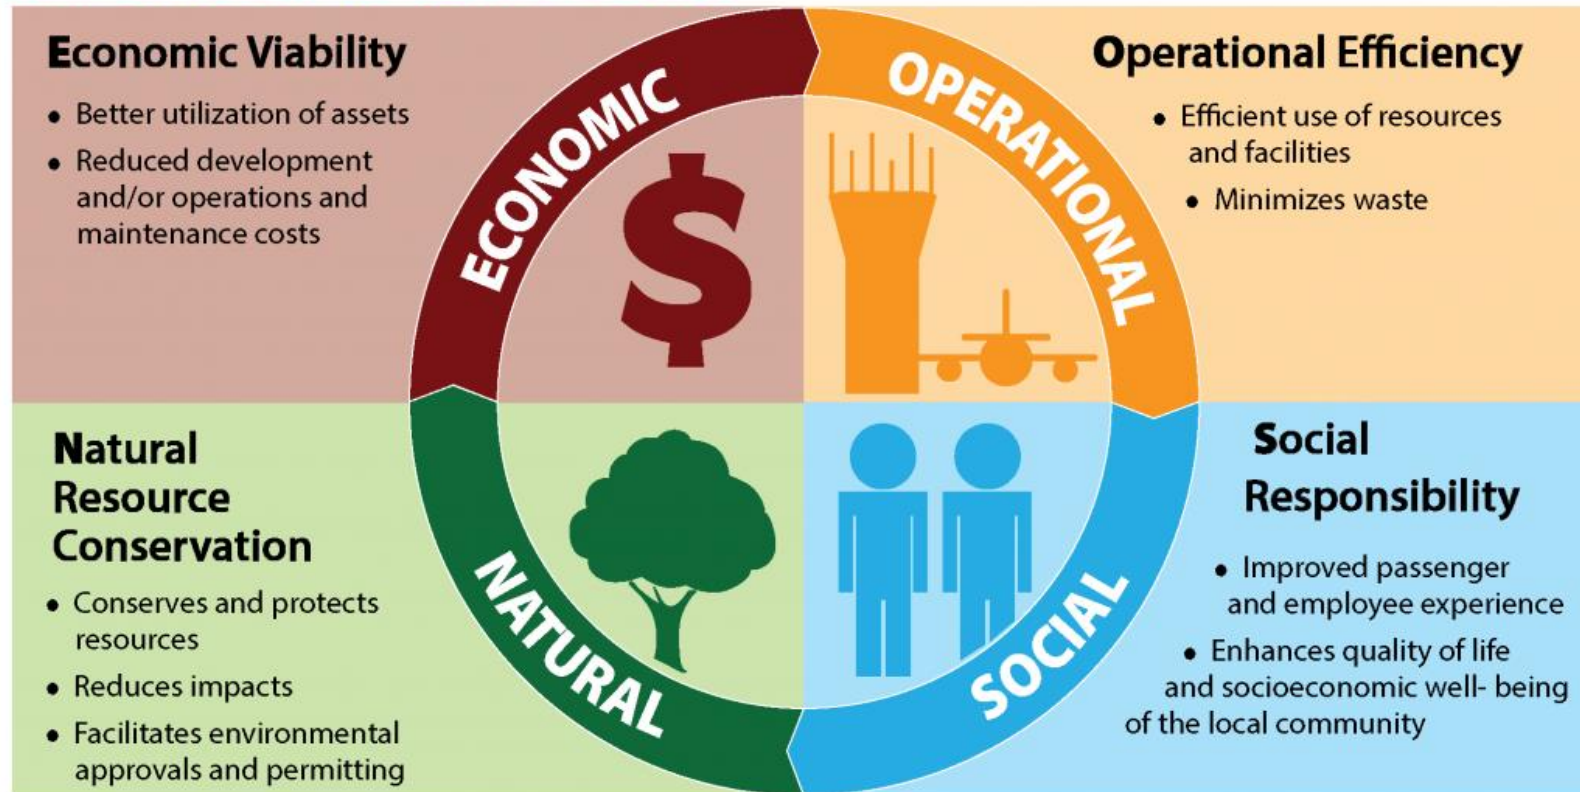 Economic Viability
• Better utilization of assets
• Reduced development
and/or operations and
maintenance costs
ECONOMIC
OPERATIONAL
Operational Efficiency
• Efficient use of resources
and facilities
• Minimizes waste
Natural
Resource
Conservation
• Conserves and protects
resources
• Reduces impacts
• Facilitates environmental
approvals and permitting
NATURAL
SOCIAL
Social
Responsibility
• Improved passenger
and employee experience
• Enhances quality of life
and socioeconomic well- being
of the local community